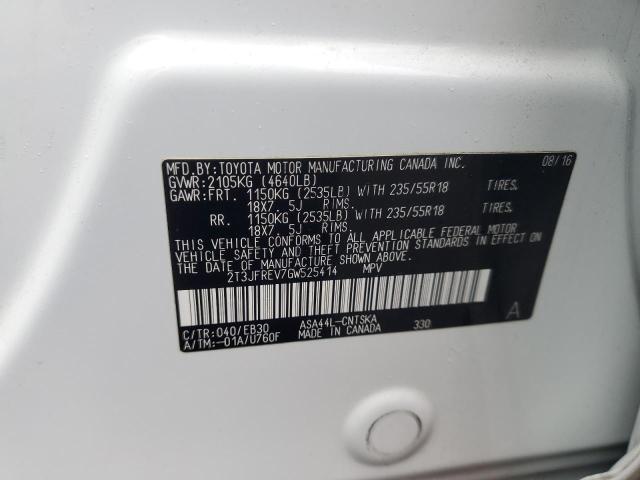 MFD.BY:TOYOTA MOTOR MANUFACTURING CANADA INC. 08/16
GVWR:2105KG (4640LB)
GAWR:FRT. 1150KG (2535LB) WITH 235/55R18 TIRES.
18X7. 5J RIMS.
RR. 1150KG (2535LB) WITH 235/55R18 TIRES.
18X7. 5J RIMS.
THIS VEHICLE CONFORMS TO ALL APPLICABLE FEDERAL MOTOR
VEHICLE SAFETY AND THEFT PREVENTION STANDARDS IN EFFECT ON
THE DATE OF MANUFACTURE SHOWN ABOVE.
2T3JFREV7GW525414 MPV
C/TR:040/EB30 ASA44L-CNTSKA 330
A/TM:-01A/U760F MADE IN CANADA
A